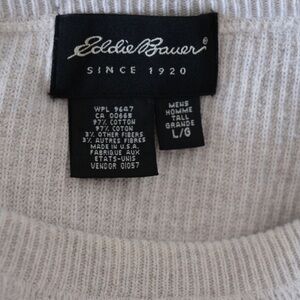 Eddie Bauer
SINCE 1920
WPL 9647
CA 00665
97% COTTON
97% COTON
3% OTHER FIBERS
3% AUTRES FIBRES
MADE IN U.S.A.
FABRIQUE AUX
ETATS-UNIS
VENDOR 01057
MENS
HOMME
TALL
GRANDE
L/G